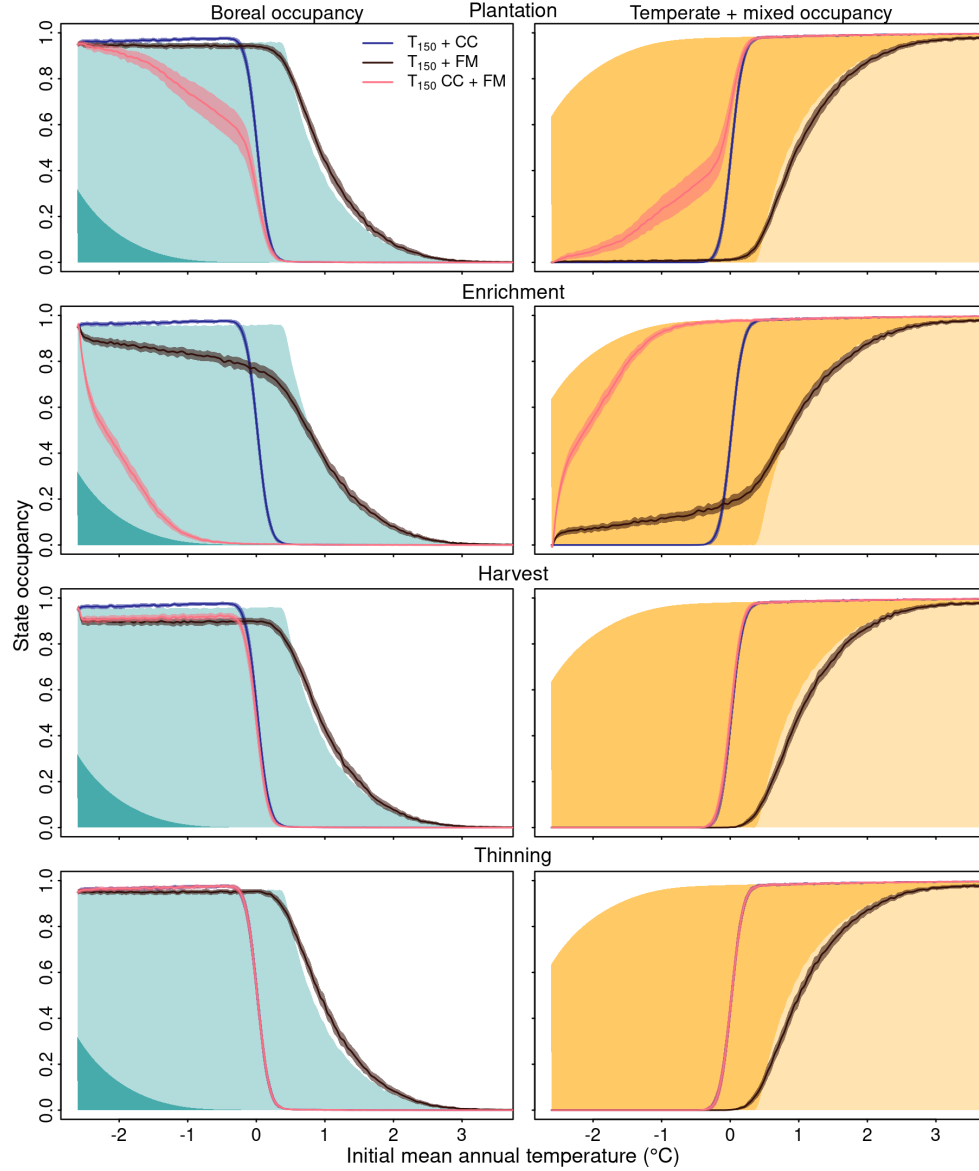 Plantation
Boreal occupancy
Temperate + mixed occupancy
T₁₅₀ + CC
T₁₅₀ + FM
T₁₅₀ CC + FM
0.0 0.2 0.4 0.6 0.8 1.0
Enrichment
0.0 0.2 0.4 0.6 0.8 1.0
Harvest
0.0 0.2 0.4 0.6 0.8 1.0
Thinning
0.0 0.2 0.4 0.6 0.8 1.0
State occupancy
-2 -1 0 1 2 3
-2 -1 0 1 2 3
Initial mean annual temperature (°C)